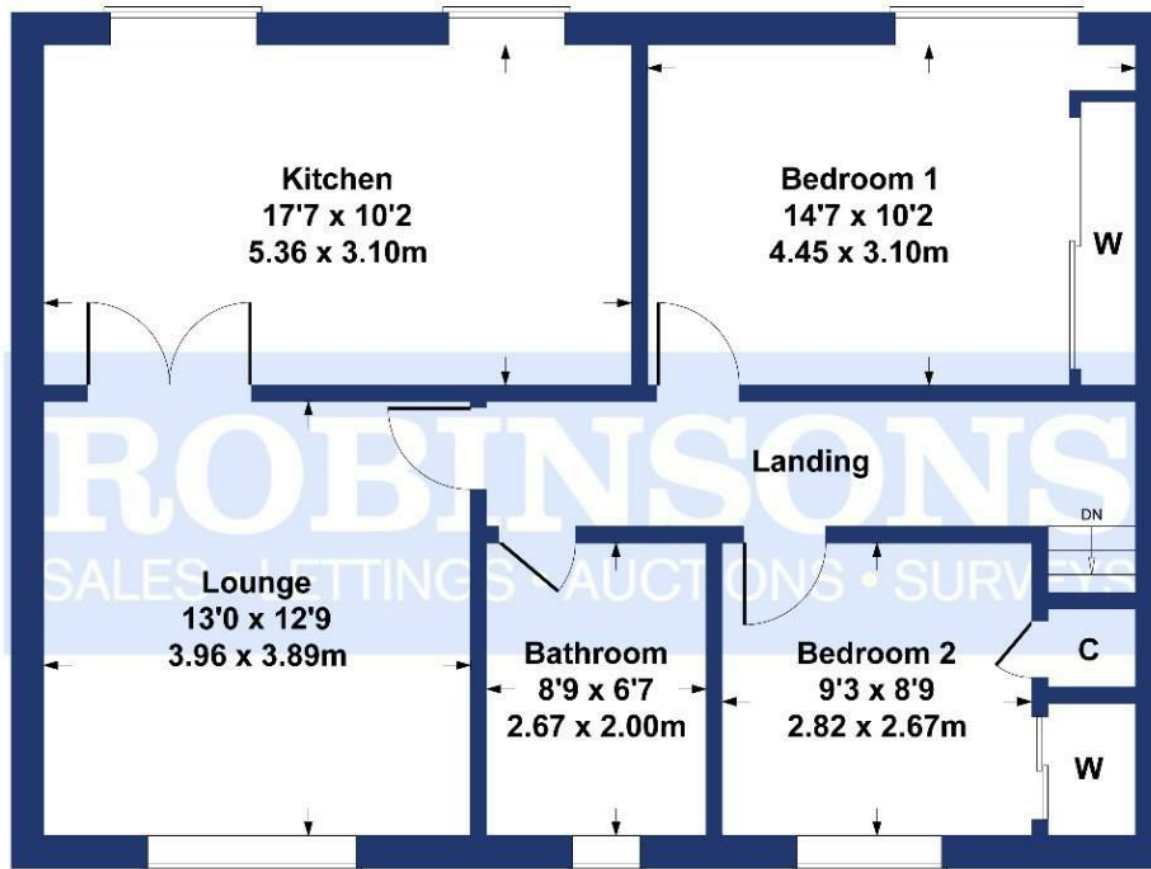 Kitchen
17'7 x 10'2
5.36 x 3.10m
Bedroom 1
14'7 x 10'2
4.45 x 3.10m
W
ROBINSONS
SALES • LETTINGS • AUCTIONS • SURVEYS
Landing
DN
Lounge
13'0 x 12'9
3.96 x 3.89m
Bathroom
8'9 x 6'7
2.67 x 2.00m
Bedroom 2
9'3 x 8'9
2.82 x 2.67m
C
W